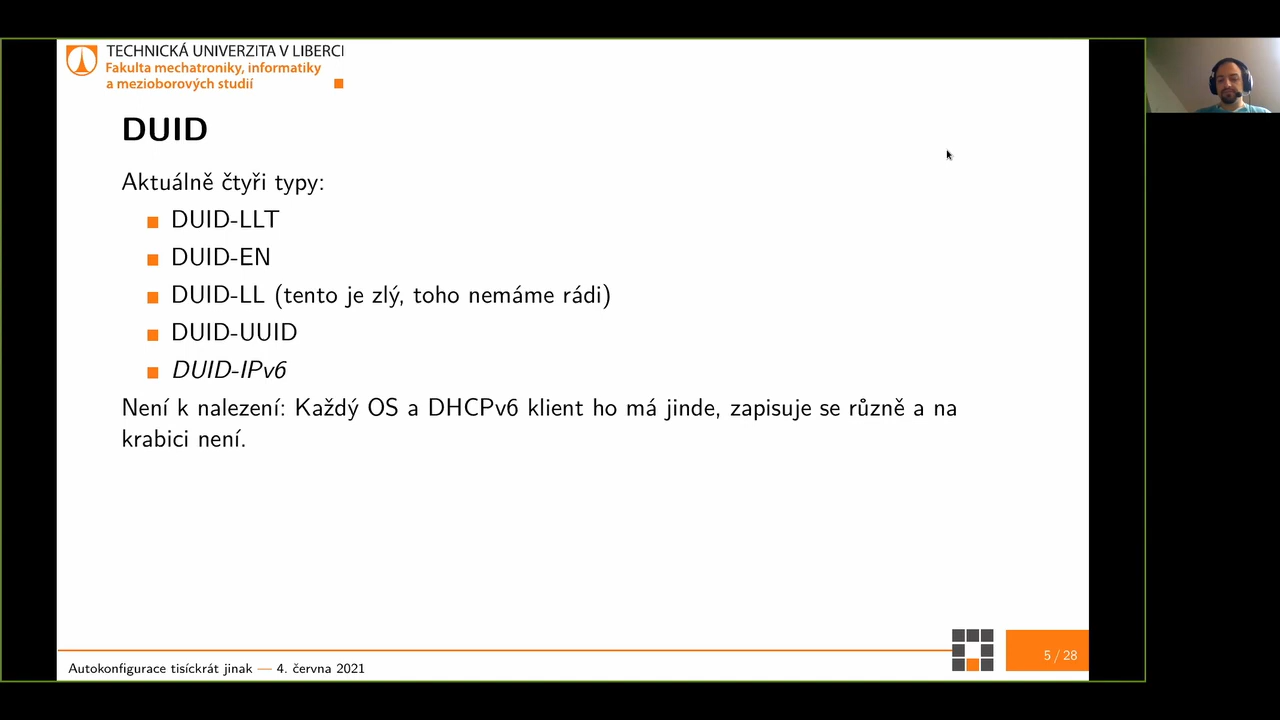 TECHNICKÁ UNIVERZITA V LIBERCI
Fakulta mechatroniky, informatiky
a mezioborových studií
DUID
Aktuálně čtyři typy:
DUID-LLT
DUID-EN
DUID-LL (tento je zlý, toho nemáme rádi)
DUID-UUID
DUID-IPv6
Není k nalezení: Každý OS a DHCPv6 klient ho má jinde, zapisuje se různě a na
krabici není.
Autokonfigurace tisíckrát jinak — 4. června 2021
5 / 28